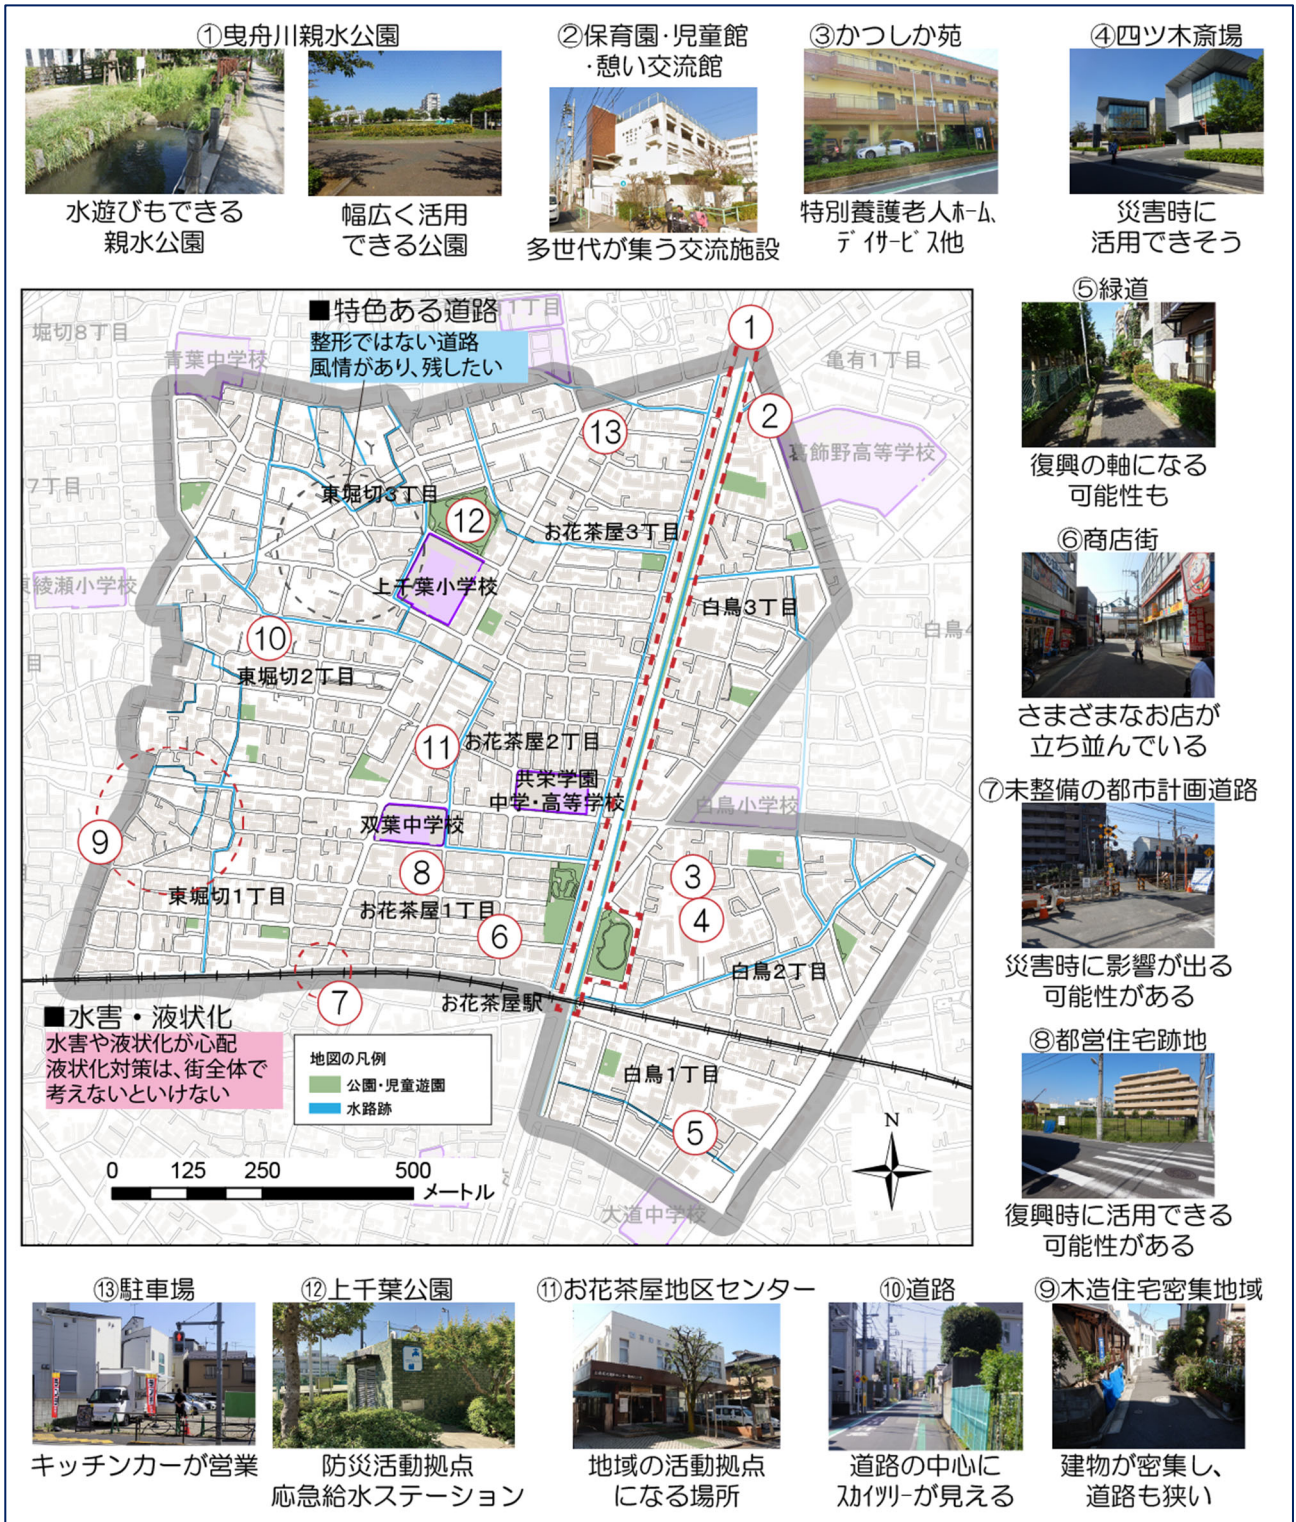 ①曳舟川親水公園
水遊びもできる
親水公園
幅広く活用
できる公園
②保育園・児童館
・憩い交流館
多世代が集う交流施設
③かつしか苑
特別養護老人ホーム、
デイサービス他
④四ツ木斎場
災害時に
活用できそう
⑤緑道
復興の軸になる
可能性も
⑥商店街
さまざまなお店が
立ち並んでいる
⑦未整備の都市計画道路
災害時に影響が出る
可能性がある
⑧都営住宅跡地
復興時に活用できる
可能性がある
■特色ある道路
整形ではない道路
風情があり、残したい
堀切8丁目
青葉中学校
11丁目
亀有1丁目
①
②
⑬
葛飾野高等学校
7丁目
東堀切3丁目
⑫
お花茶屋3丁目
東綾瀬小学校
上千葉小学校
白鳥3丁目
白鳥4
⑩
目
東堀切2丁目
⑪
お花茶屋2丁目
共栄学園
中学・高等学校
白鳥小学校
双葉中学校
⑨
⑧
③
東堀切1丁目
お花茶屋1丁目
④
⑥
白鳥2丁目
⑦
お花茶屋駅
■水害・液状化
水害や液状化が心配
液状化対策は、街全体で
考えないといけない
地図の凡例
公園・児童遊園
水路跡
白鳥1丁目
⑤
N
0 125 250 500
メートル
大道中学校
⑬駐車場
キッチンカーが営業
⑫上千葉公園
防災活動拠点
応急給水ステーション
⑪お花茶屋地区センター
地域の活動拠点
になる場所
⑩道路
道路の中心に
スカイツリーが見える
⑨木造住宅密集地域
建物が密集し、
道路も狭い